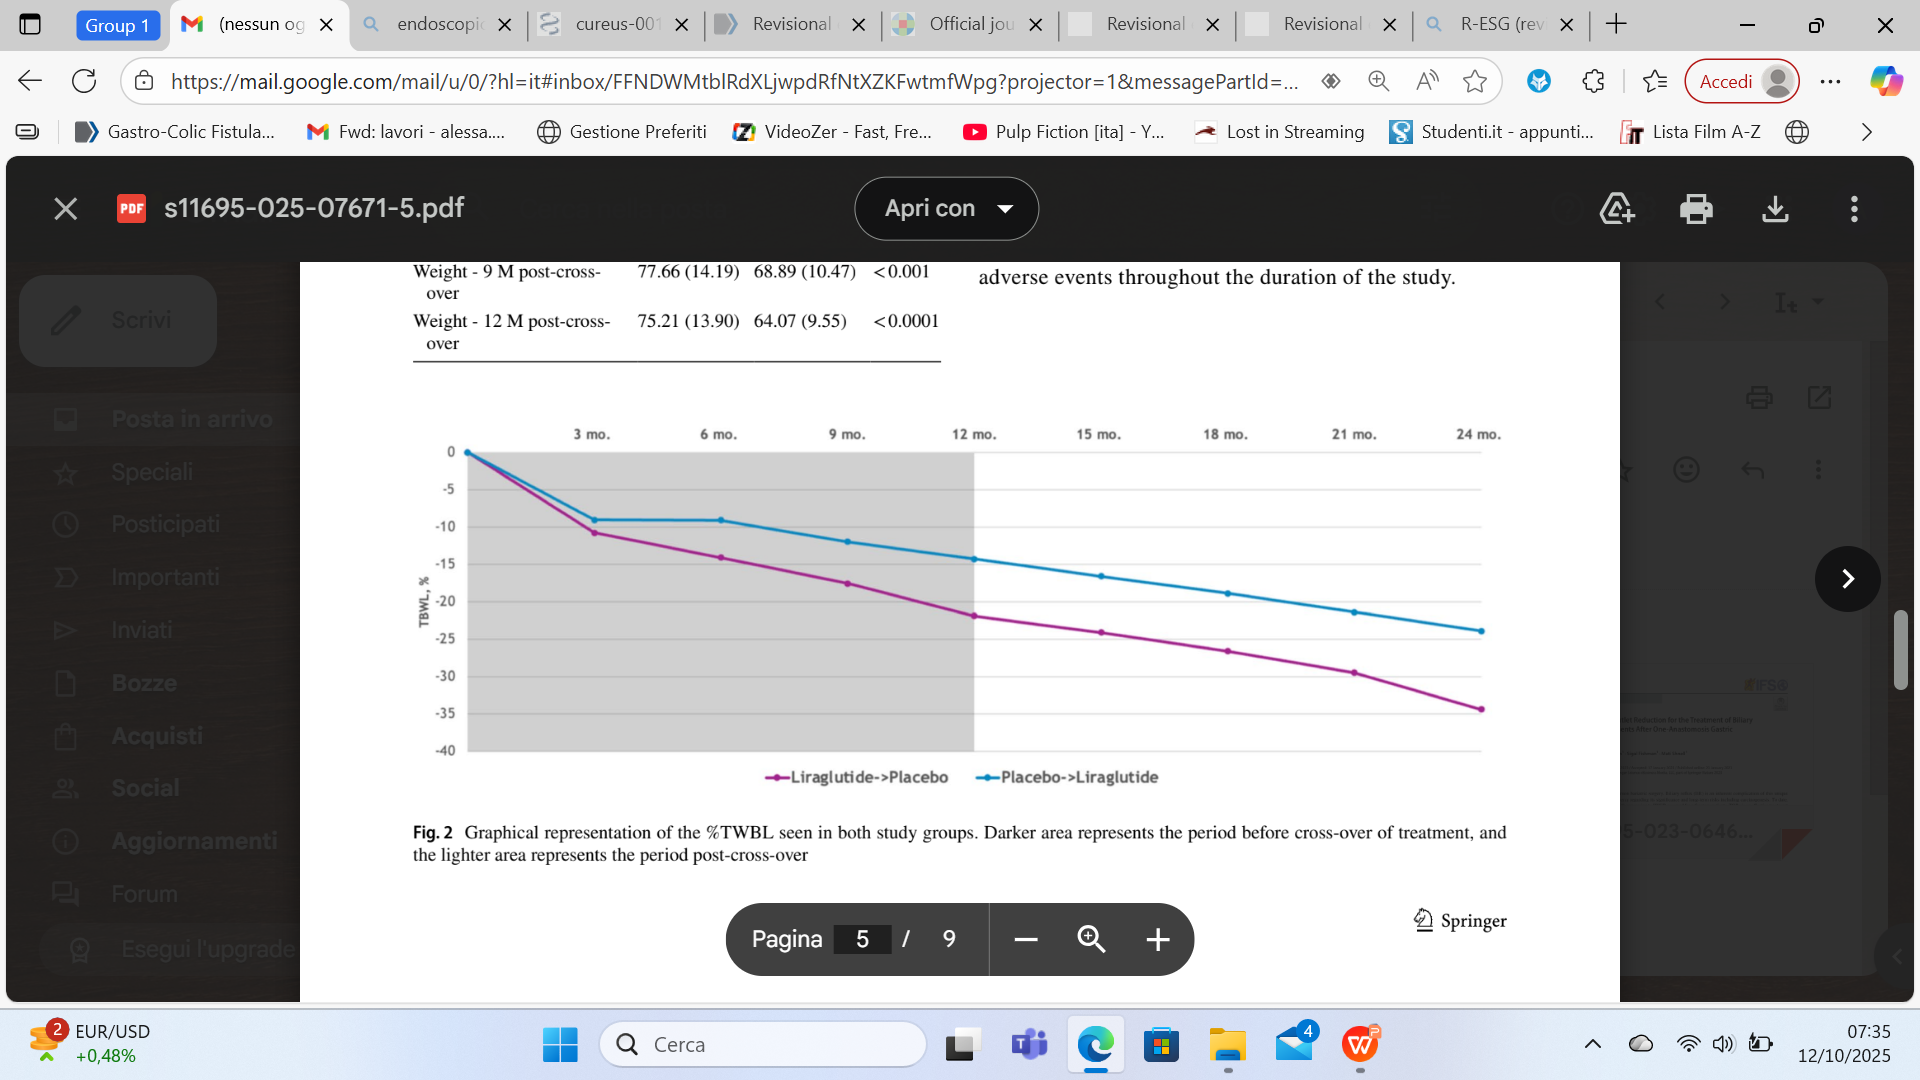 Group 1
(nessun og
endoscopic
cureus-001
Revisional
Official jou
Revisional
Revisional
R-ESG (rev
https://mail.google.com/mail/u/0/?hl=it#inbox/FFNDWMtblRdXLjwpdRfNtXZKFwtmfWpg?projector=1&messagePartId=...
Accedi
Gastro-Colic Fistula...
Fwd: lavori - alessa....
Gestione Preferiti
VideoZer - Fast, Fre...
Pulp Fiction [ita] - Y...
Lost in Streaming
Studenti.it - appunti...
Lista Film A-Z
PDF
s11695-025-07671-5.pdf
Apri con
Scrivi
Posta in arrivo
Speciali
Posticipati
Importanti
Inviati
Bozze
Acquisti
Social
Aggiornamenti
Forum
Esegui l'upgrade
Weight - 9 M post-cross-over 77.66 (14.19) 68.89 (10.47) <0.001
Weight - 12 M post-cross-over 75.21 (13.90) 64.07 (9.55) <0.0001
adverse events throughout the duration of the study.
3 mo. 6 mo. 9 mo. 12 mo. 15 mo. 18 mo. 21 mo. 24 mo.
0
-5
-10
-15
-20
-25
-30
-35
-40
TBWL, %
Liraglutide->Placebo Placebo->Liraglutide
Fig. 2 Graphical representation of the %TWBL seen in both study groups. Darker area represents the period before cross-over of treatment, and
the lighter area represents the period post-cross-over
Springer
Pagina 5 / 9
5-023-0646...
2
EUR/USD
+0,48%
Cerca
4
07:35
12/10/2025